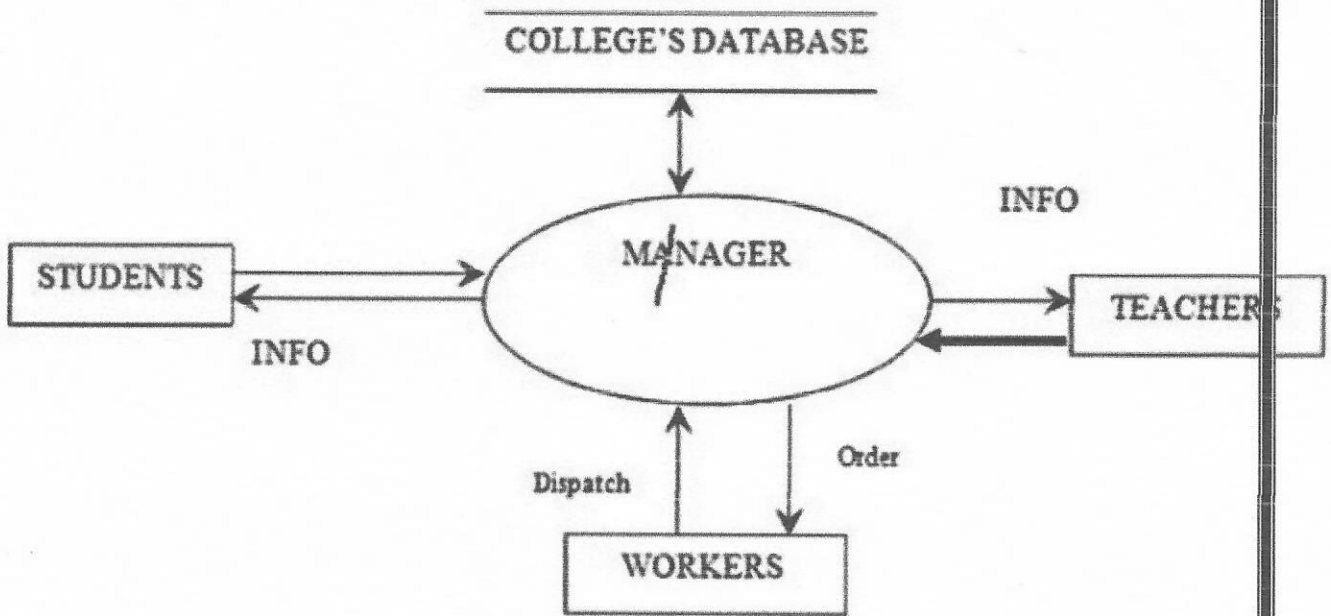 COLLEGE'S DATABASE
INFO
MANAGER
STUDENTS
TEACHERS
INFO
Order
Dispatch
WORKERS